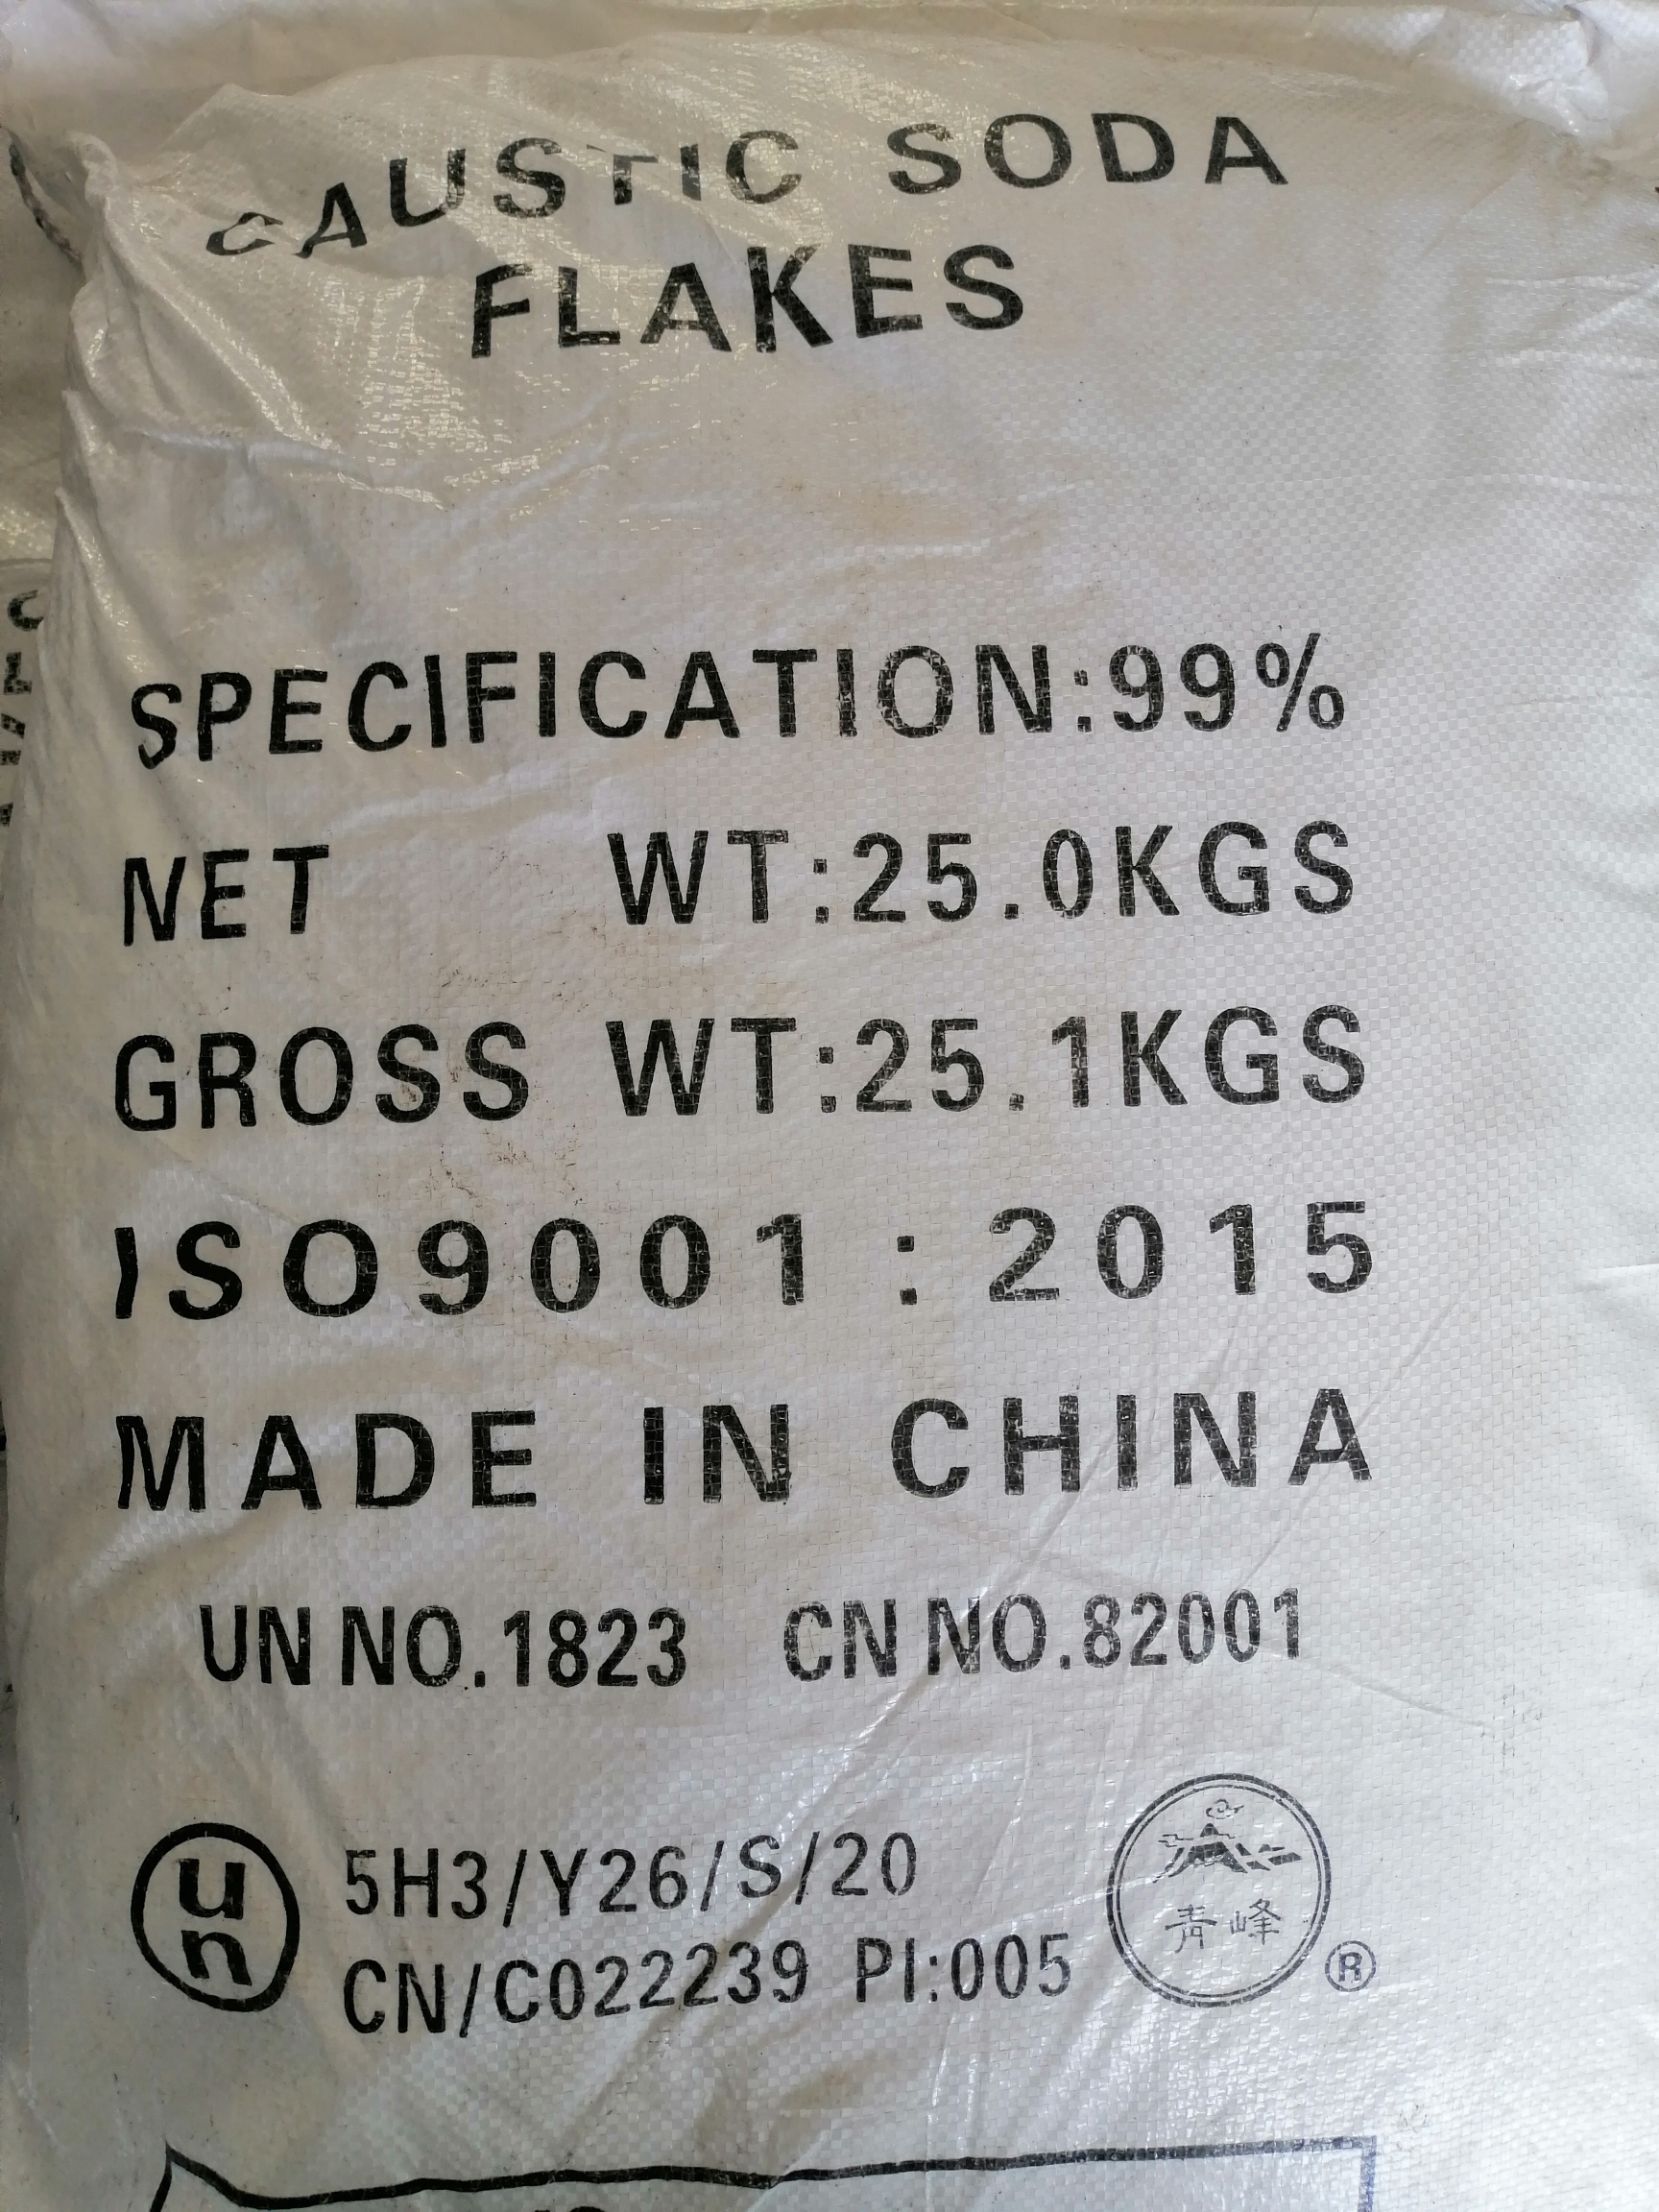 CAUSTIC SODA
FLAKES
SPECIFICATION:99%
NET WT:25.0KGS
GROSS WT:25.1KGS
ISO9001:2015
MADE IN CHINA
UN NO.1823 CN NO.82001
un
5H3/Y26/S/20
CN/C022239 PI:005
青峰
®